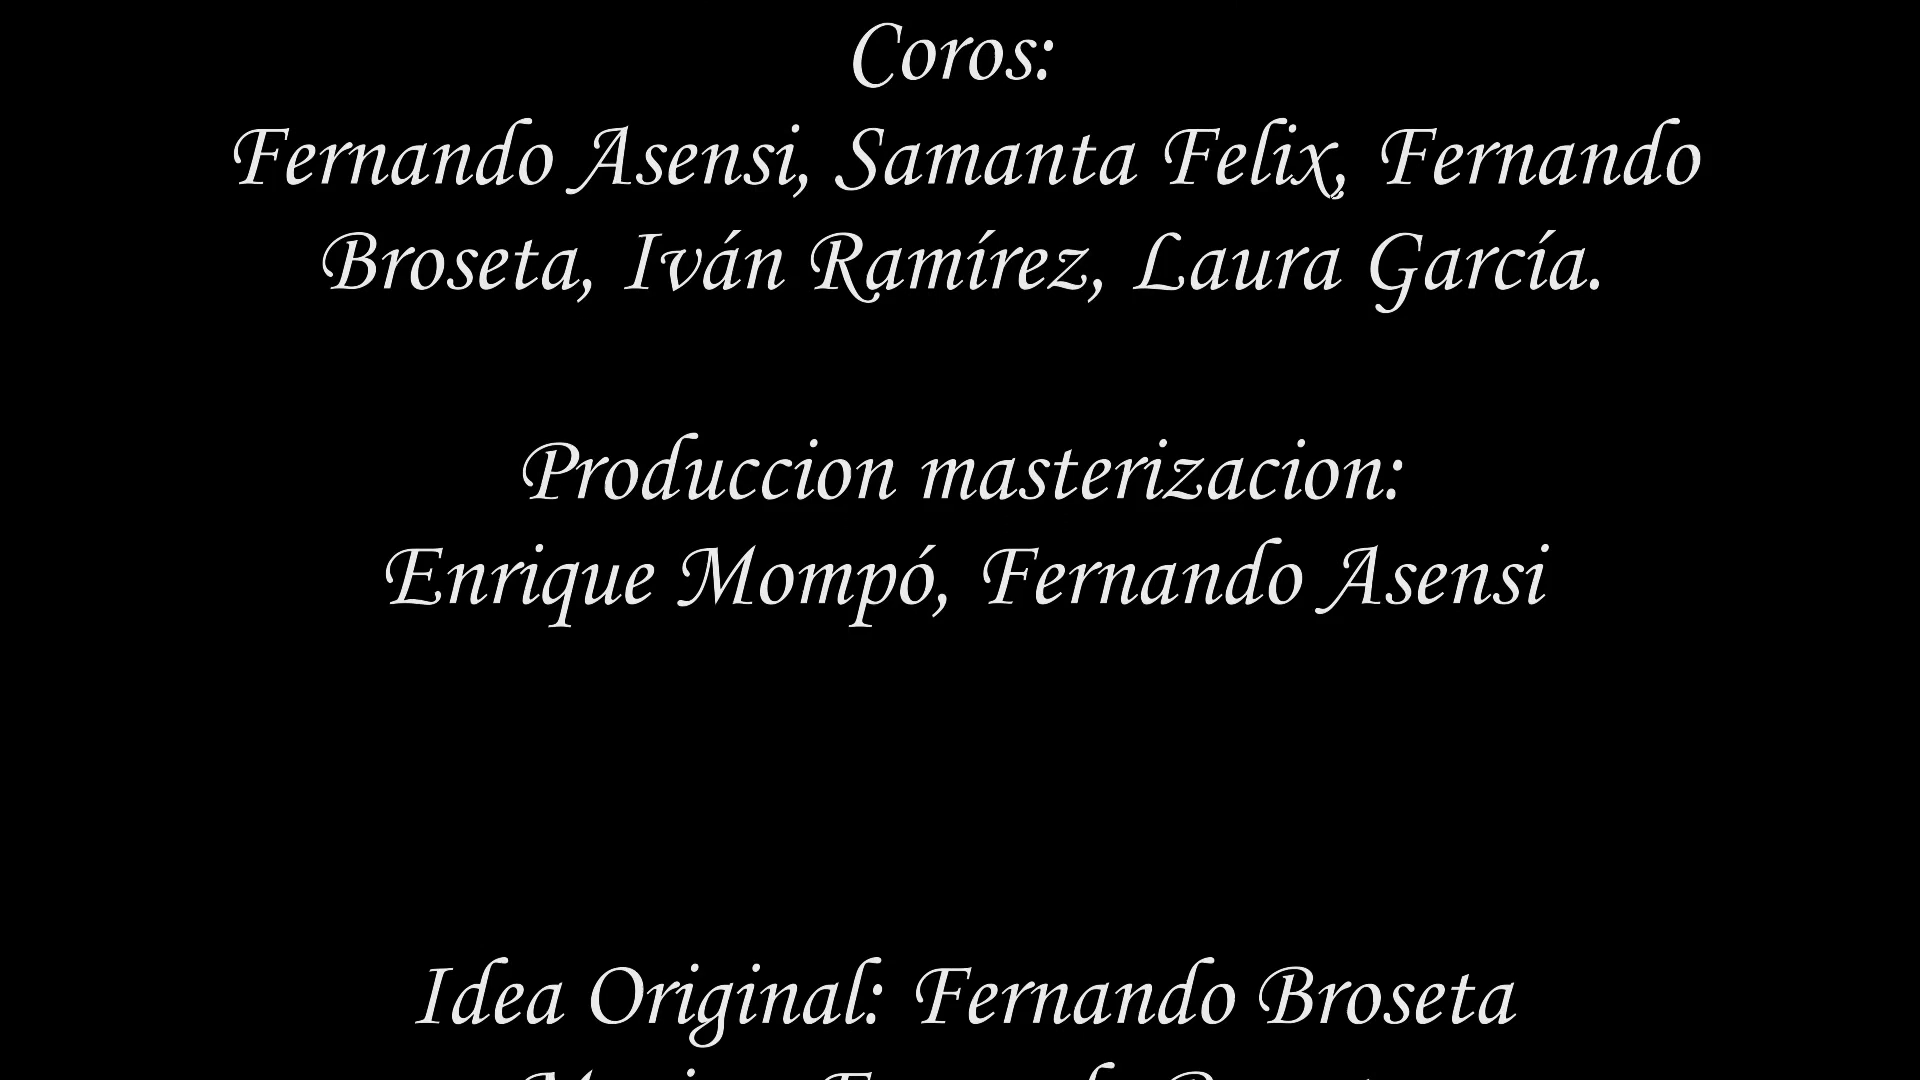 Coros:
Fernando Asensi, Samanta Felix, Fernando
Broseta, Iván Ramírez, Laura García.
Produccion masterizacion:
Enrique Mompó, Fernando Asensi
Idea Original: Fernando Broseta